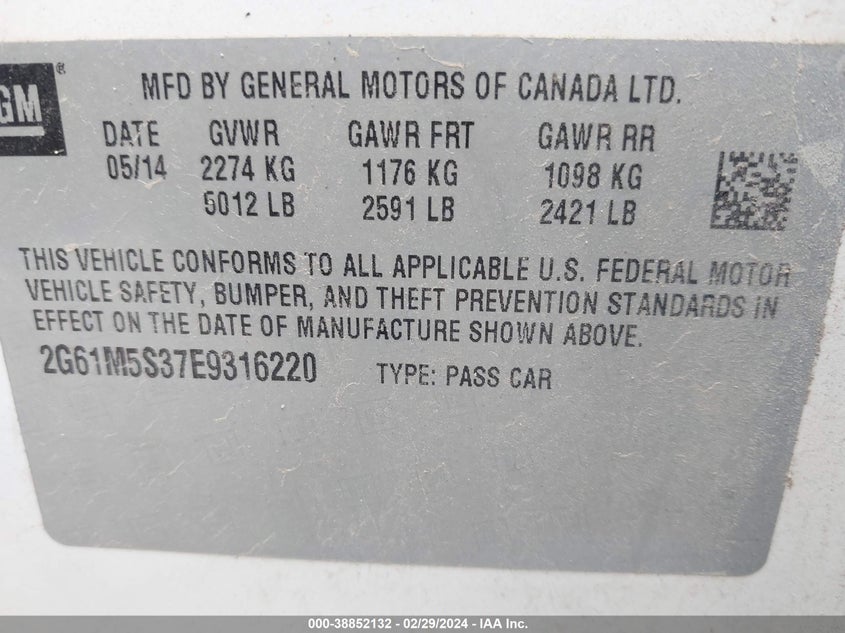 GM®
MFD BY GENERAL MOTORS OF CANADA LTD.
DATE GVWR GAWR FRT GAWR RR
05/14 2274 KG 1176 KG 1098 KG
5012 LB 2591 LB 2421 LB
THIS VEHICLE CONFORMS TO ALL APPLICABLE U.S. FEDERAL MOTOR
VEHICLE SAFETY, BUMPER, AND THEFT PREVENTION STANDARDS IN
EFFECT ON THE DATE OF MANUFACTURE SHOWN ABOVE.
2G61M5S37E9316220 TYPE: PASS CAR
000-38852132 - 02/29/2024 - IAA Inc.